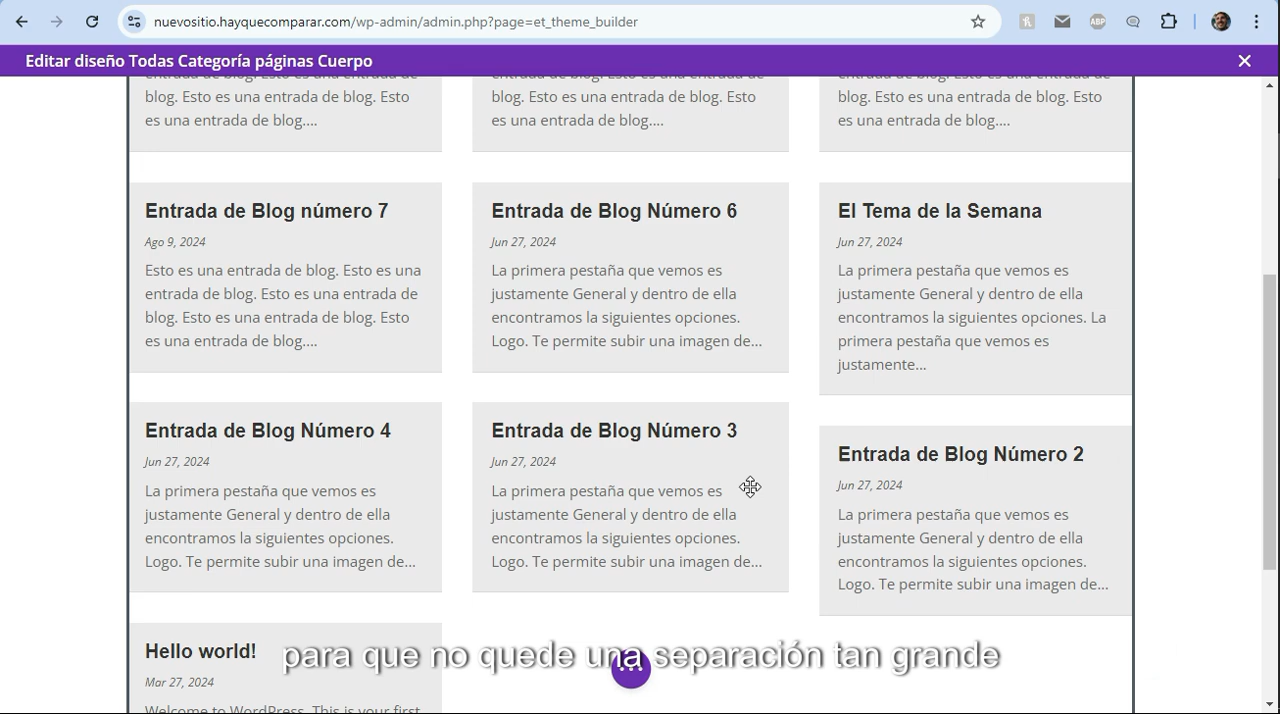 nuevositio.hayquecomparar.com/wp-admin/admin.php?page=et_theme_builder
ABP
Editar diseño Todas Categoría páginas Cuerpo
blog. Esto es una entrada de blog. Esto
es una entrada de blog....
blog. Esto es una entrada de blog. Esto
es una entrada de blog....
blog. Esto es una entrada de blog. Esto
es una entrada de blog....
Entrada de Blog número 7
Ago 9, 2024
Esto es una entrada de blog. Esto es una
entrada de blog. Esto es una entrada de
blog. Esto es una entrada de blog. Esto
es una entrada de blog....
Entrada de Blog Número 6
Jun 27, 2024
La primera pestaña que vemos es
justamente General y dentro de ella
encontramos la siguientes opciones.
Logo. Te permite subir una imagen de...
El Tema de la Semana
Jun 27, 2024
La primera pestaña que vemos es
justamente General y dentro de ella
encontramos la siguientes opciones. La
primera pestaña que vemos es
justamente...
Entrada de Blog Número 4
Jun 27, 2024
La primera pestaña que vemos es
justamente General y dentro de ella
encontramos la siguientes opciones.
Logo. Te permite subir una imagen de...
Entrada de Blog Número 3
Jun 27, 2024
La primera pestaña que vemos es
justamente General y dentro de ella
encontramos la siguientes opciones.
Logo. Te permite subir una imagen de...
Entrada de Blog Número 2
Jun 27, 2024
La primera pestaña que vemos es
justamente General y dentro de ella
encontramos la siguientes opciones.
Logo. Te permite subir una imagen de...
Hello world!
Mar 27, 2024
Welcome to WordPress. This is your first
para que no quede una separación tan grande